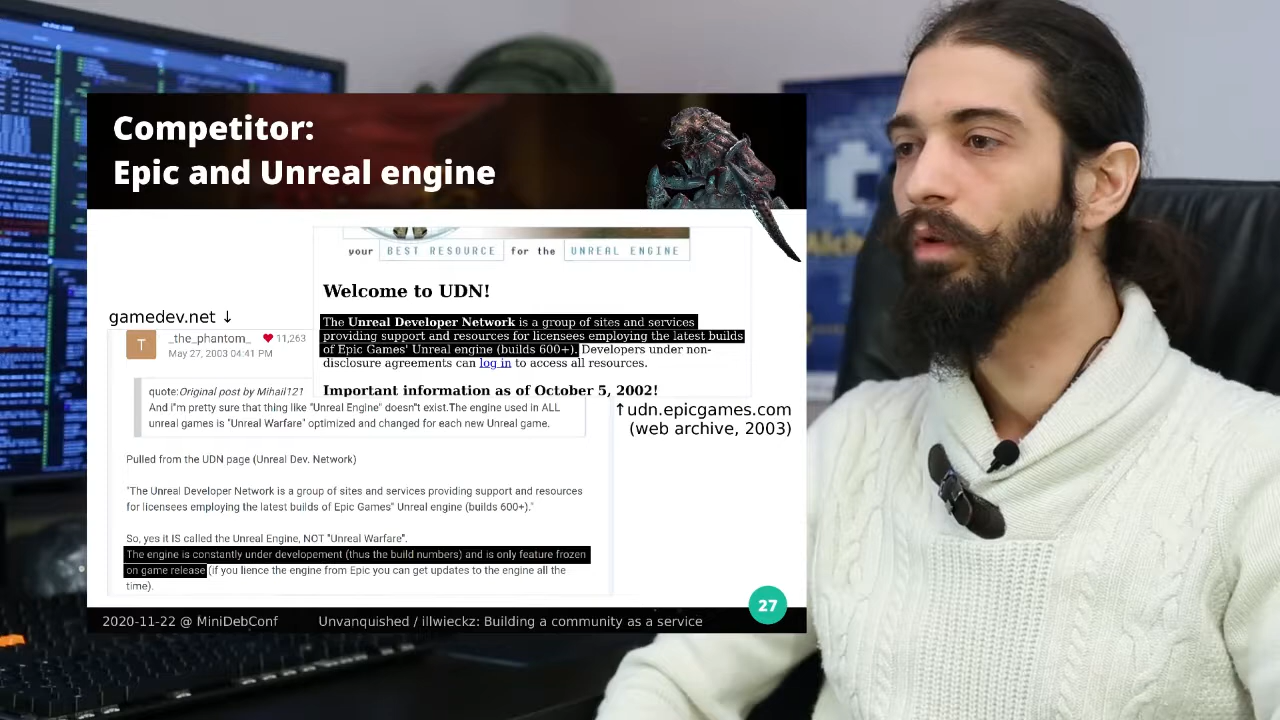 Competitor:
Epic and Unreal engine
your BEST RESOURCE for the UNREAL ENGINE
Welcome to UDN!
The Unreal Developer Network is a group of sites and services
providing support and resources for licensees employing the latest builds
of Epic Games' Unreal engine (builds 600+). Developers under non-
disclosure agreements can log in to access all resources.
Important information as of October 5, 2002!
↑udn.epicgames.com
(web archive, 2003)
gamedev.net ↓
T
_the_phantom_ 11,263
May 27, 2003 04:41 PM
quote:Original post by Mihail121
And i"m pretty sure that thing like "Unreal Engine" doesn"t exist.The engine used in ALL
unreal games is "Unreal Warfare" optimized and changed for each new Unreal game.
Pulled from the UDN page (Unreal Dev. Network)
"The Unreal Developer Network is a group of sites and services providing support and resources
for licensees employing the latest builds of Epic Games" Unreal engine (builds 600+)."
So, yes it IS called the Unreal Engine, NOT "Unreal Warfare".
The engine is constantly under developement (thus the build numbers) and is only feature frozen
on game release (if you lience the engine from Epic you can get updates to the engine all the
time).
27
2020-11-22 @ MiniDebConf Unvanquished / illwieckz: Building a community as a service